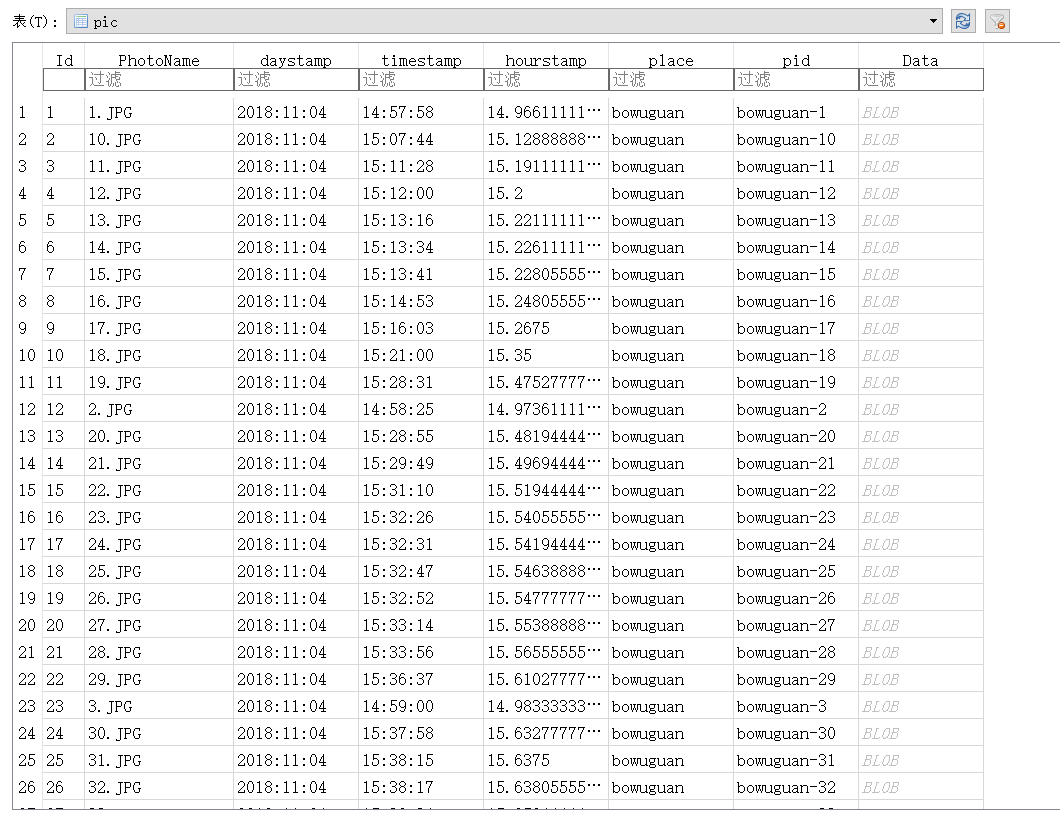 表(T): pic
Id PhotoName daystamp timestamp hourstamp place pid Data
过滤 过滤 过滤 过滤 过滤 过滤 过滤
1 1 1.JPG 2018:11:04 14:57:58 14.96611111… bowuguan bowuguan-1 BLOB
2 2 10.JPG 2018:11:04 15:07:44 15.12888888… bowuguan bowuguan-10 BLOB
3 3 11.JPG 2018:11:04 15:11:28 15.19111111… bowuguan bowuguan-11 BLOB
4 4 12.JPG 2018:11:04 15:12:00 15.2 bowuguan bowuguan-12 BLOB
5 5 13.JPG 2018:11:04 15:13:16 15.22111111… bowuguan bowuguan-13 BLOB
6 6 14.JPG 2018:11:04 15:13:34 15.22611111… bowuguan bowuguan-14 BLOB
7 7 15.JPG 2018:11:04 15:13:41 15.22805555… bowuguan bowuguan-15 BLOB
8 8 16.JPG 2018:11:04 15:14:53 15.24805555… bowuguan bowuguan-16 BLOB
9 9 17.JPG 2018:11:04 15:16:03 15.2675 bowuguan bowuguan-17 BLOB
10 10 18.JPG 2018:11:04 15:21:00 15.35 bowuguan bowuguan-18 BLOB
11 11 19.JPG 2018:11:04 15:28:31 15.47527777… bowuguan bowuguan-19 BLOB
12 12 2.JPG 2018:11:04 14:58:25 14.97361111… bowuguan bowuguan-2 BLOB
13 13 20.JPG 2018:11:04 15:28:55 15.48194444… bowuguan bowuguan-20 BLOB
14 14 21.JPG 2018:11:04 15:29:49 15.49694444… bowuguan bowuguan-21 BLOB
15 15 22.JPG 2018:11:04 15:31:10 15.51944444… bowuguan bowuguan-22 BLOB
16 16 23.JPG 2018:11:04 15:32:26 15.54055555… bowuguan bowuguan-23 BLOB
17 17 24.JPG 2018:11:04 15:32:31 15.54194444… bowuguan bowuguan-24 BLOB
18 18 25.JPG 2018:11:04 15:32:47 15.54638888… bowuguan bowuguan-25 BLOB
19 19 26.JPG 2018:11:04 15:32:52 15.54777777… bowuguan bowuguan-26 BLOB
20 20 27.JPG 2018:11:04 15:33:14 15.55388888… bowuguan bowuguan-27 BLOB
21 21 28.JPG 2018:11:04 15:33:56 15.56555555… bowuguan bowuguan-28 BLOB
22 22 29.JPG 2018:11:04 15:36:37 15.61027777… bowuguan bowuguan-29 BLOB
23 23 3.JPG 2018:11:04 14:59:00 14.98333333… bowuguan bowuguan-3 BLOB
24 24 30.JPG 2018:11:04 15:37:58 15.63277777… bowuguan bowuguan-30 BLOB
25 25 31.JPG 2018:11:04 15:38:15 15.6375 bowuguan bowuguan-31 BLOB
26 26 32.JPG 2018:11:04 15:38:17 15.63805555… bowuguan bowuguan-32 BLOB